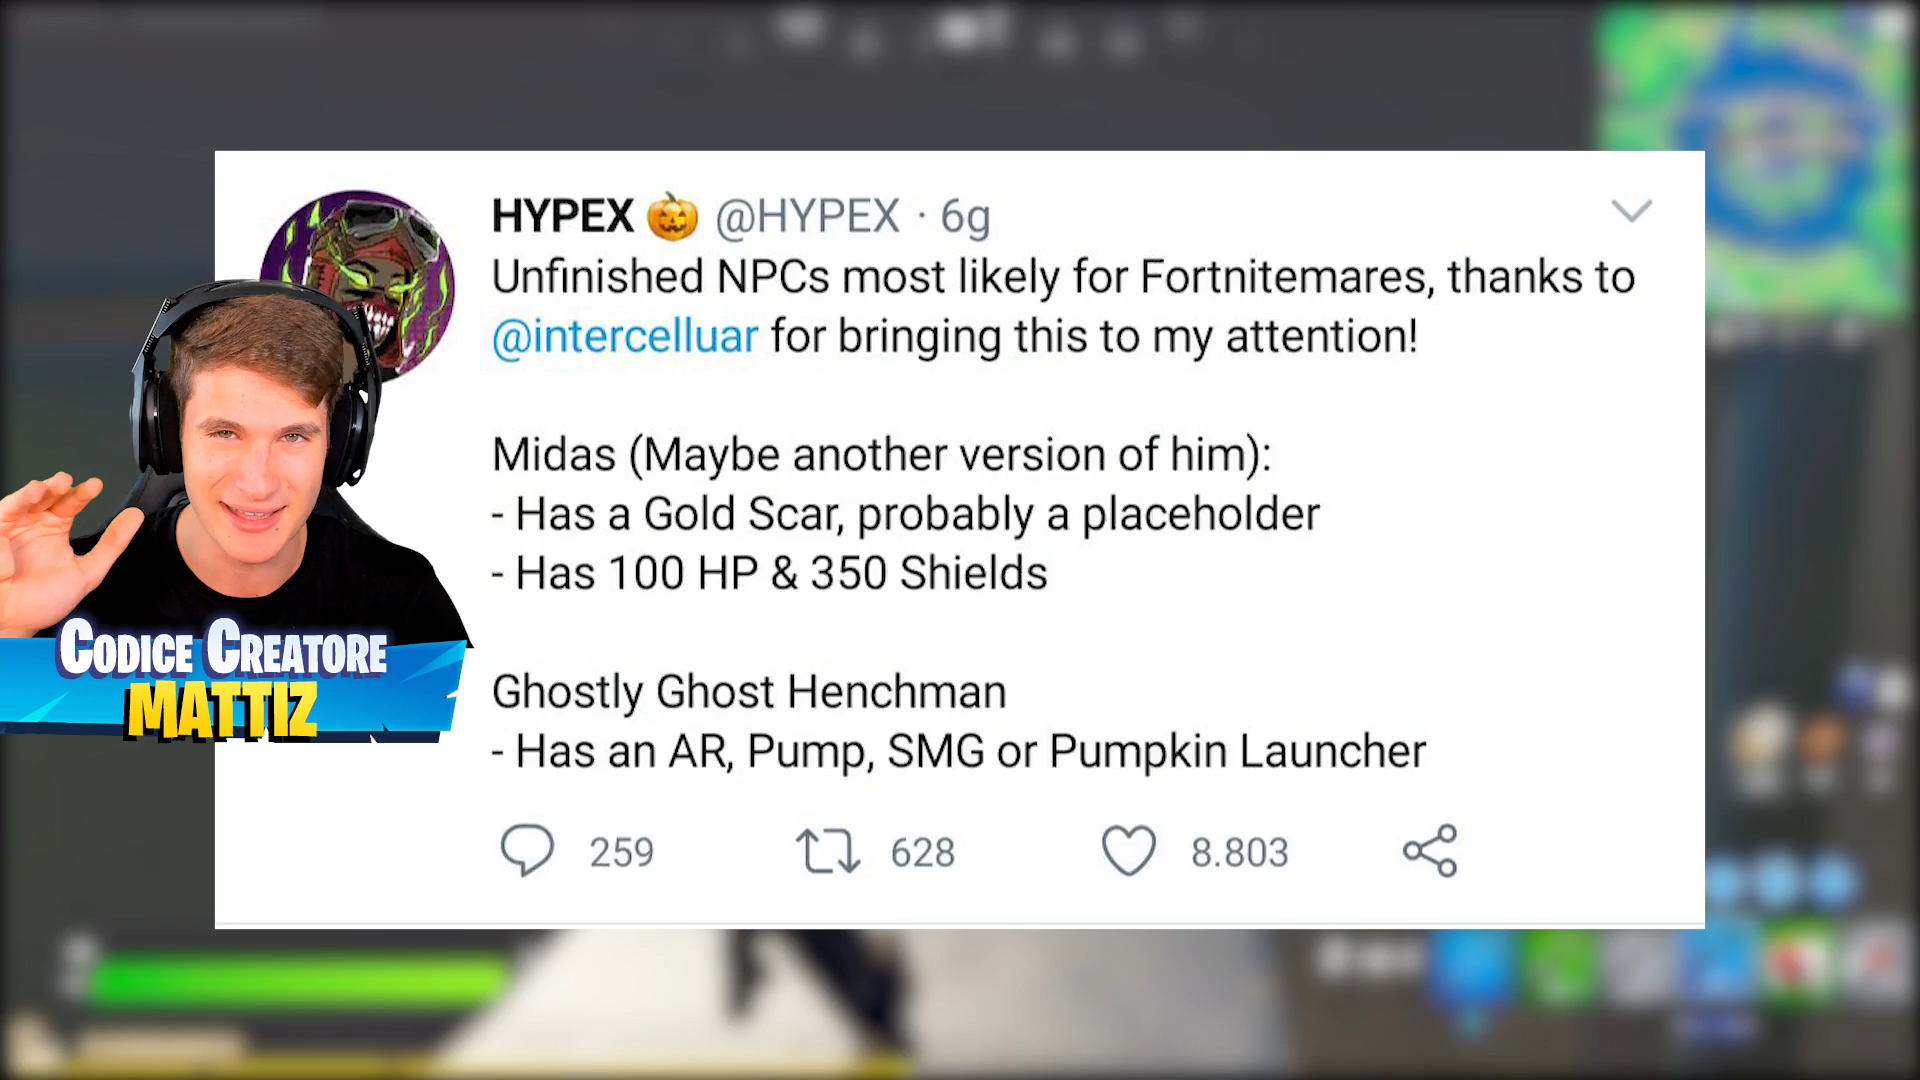 HYPEX 🎃 @HYPEX · 6g
Unfinished NPCs most likely for Fortnitemares, thanks to
@intercelluar for bringing this to my attention!
Midas (Maybe another version of him):
- Has a Gold Scar, probably a placeholder
- Has 100 HP & 350 Shields
Ghostly Ghost Henchman
- Has an AR, Pump, SMG or Pumpkin Launcher
259 628 8.803
CODICE CREATORE
MATTIZ